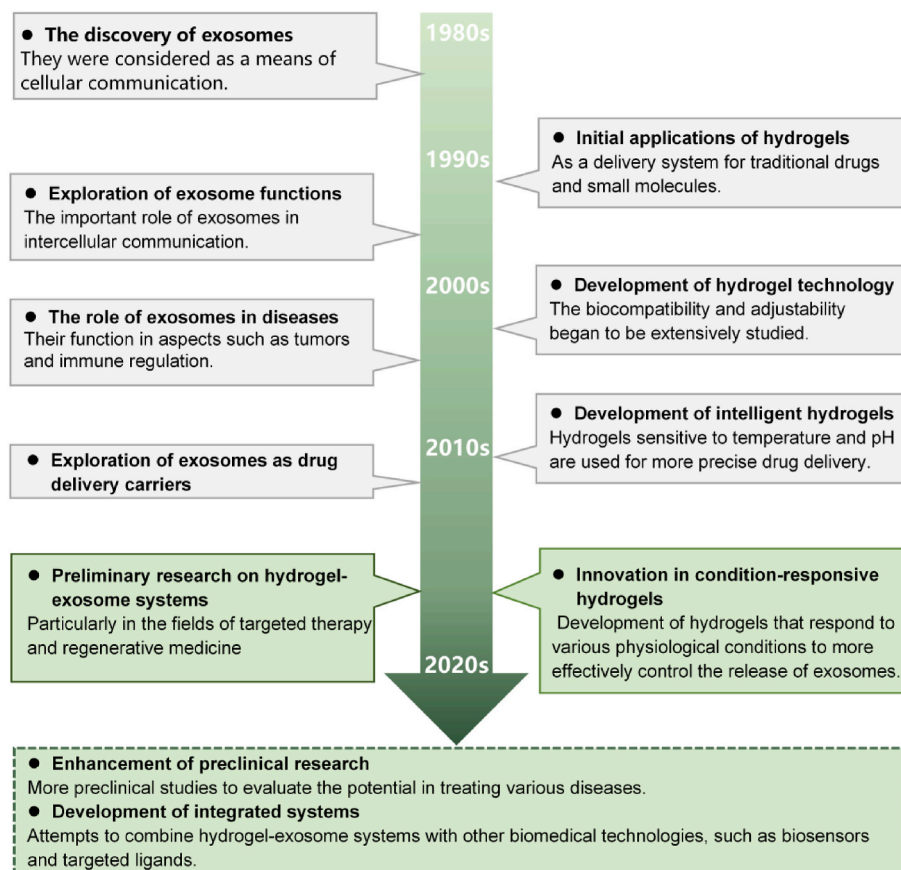 ● The discovery of exosomes
They were considered as a means of
cellular communication.
1980s
● Initial applications of hydrogels
As a delivery system for traditional drugs
and small molecules.
1990s
● Exploration of exosome functions
The important role of exosomes in
intercellular communication.
2000s
● Development of hydrogel technology
The biocompatibility and adjustability
began to be extensively studied.
● The role of exosomes in diseases
Their function in aspects such as tumors
and immune regulation.
● Development of intelligent hydrogels
Hydrogels sensitive to temperature and pH
are used for more precise drug delivery.
2010s
● Exploration of exosomes as drug
delivery carriers
● Preliminary research on hydrogel-
exosome systems
Particularly in the fields of targeted therapy
and regenerative medicine
● Innovation in condition-responsive
hydrogels
Development of hydrogels that respond to
various physiological conditions to more
effectively control the release of exosomes.
2020s
● Enhancement of preclinical research
More preclinical studies to evaluate the potential in treating various diseases.
● Development of integrated systems
Attempts to combine hydrogel-exosome systems with other biomedical technologies, such as biosensors
and targeted ligands.